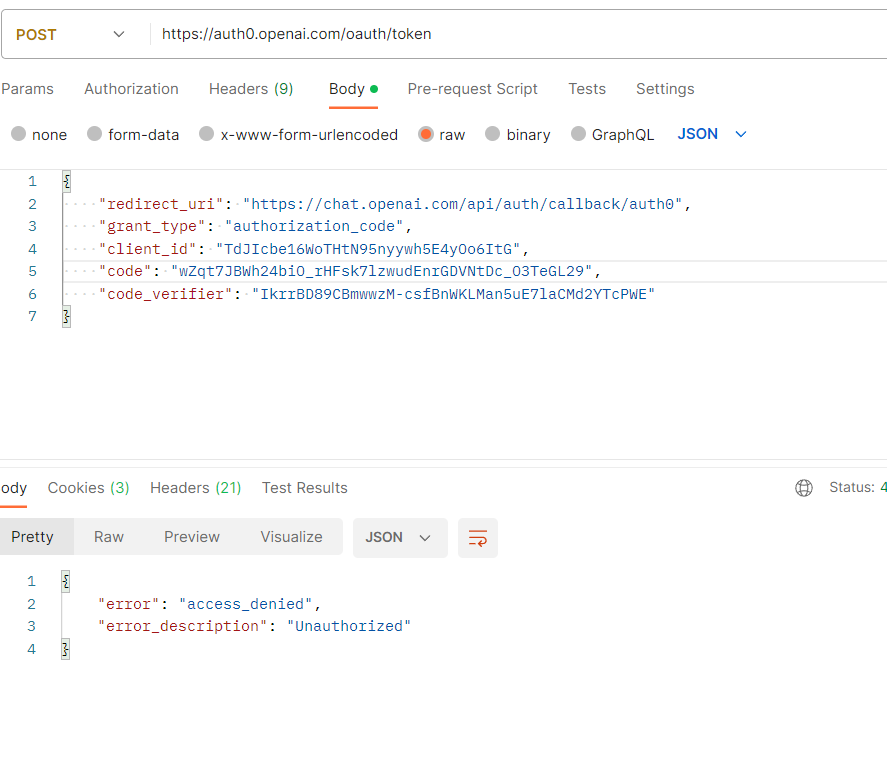 POST https://auth0.openai.com/oauth/token
Params Authorization Headers (9) Body Pre-request Script Tests Settings
none form-data x-www-form-urlencoded raw binary GraphQL JSON
1 {
2 "redirect_uri": "https://chat.openai.com/api/auth/callback/auth0",
3 "grant_type": "authorization_code",
4 "client_id": "TdJIcbe16WoTHtN95nyywh5E4yOo6ItG",
5 "code": "wZqt7JBWh24biO_rHFsk7lzwudEnrGDVNtDc_O3TeGL29",
6 "code_verifier": "IkrrBD89CBmwwzM-csfBnWKLMan5uE7laCMd2YTcPWE"
7 }
ody Cookies (3) Headers (21) Test Results Status: 4
Pretty Raw Preview Visualize JSON
1 {
2 "error": "access_denied",
3 "error_description": "Unauthorized"
4 }